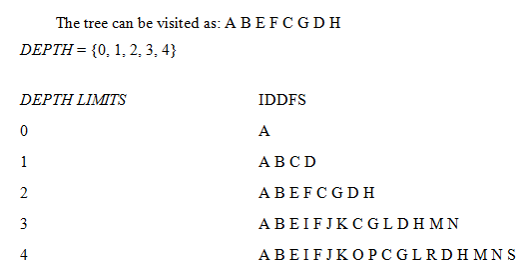 The tree can be visited as: A B E F C G D H
DEPTH = {0, 1, 2, 3, 4}
DEPTH LIMITS IDDFS
0 A
1 A B C D
2 A B E F C G D H
3 A B E I F J K C G L D H M N
4 A B E I F J K O P C G L R D H M N S